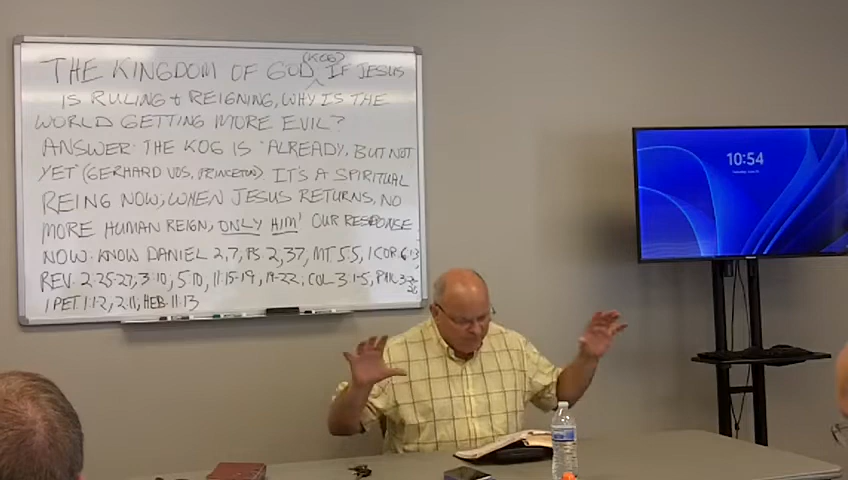 (KOG)
THE KINGDOM OF GOD ^ IF JESUS
IS RULING + REIGNING, WHY IS THE
WORLD GETTING MORE EVIL?
ANSWER: THE KOG IS "ALREADY, BUT NOT
YET" (GERHARD VOS, PRINCETON) IT'S A SPIRITUAL
REING NOW; WHEN JESUS RETURNS, NO
MORE HUMAN REIGN, ONLY HIM! OUR RESPONSE
NOW: KNOW DANIEL 2,7, PS. 2,37, MT. 5.5, 1 COR. 6:13,
REV. 2:25-27, 3:10, 5:10, 11:15-19, 19-22, COL. 3:1-5,
1 PET. 1:1-2, 2:11, HEB. 11:13
10:54